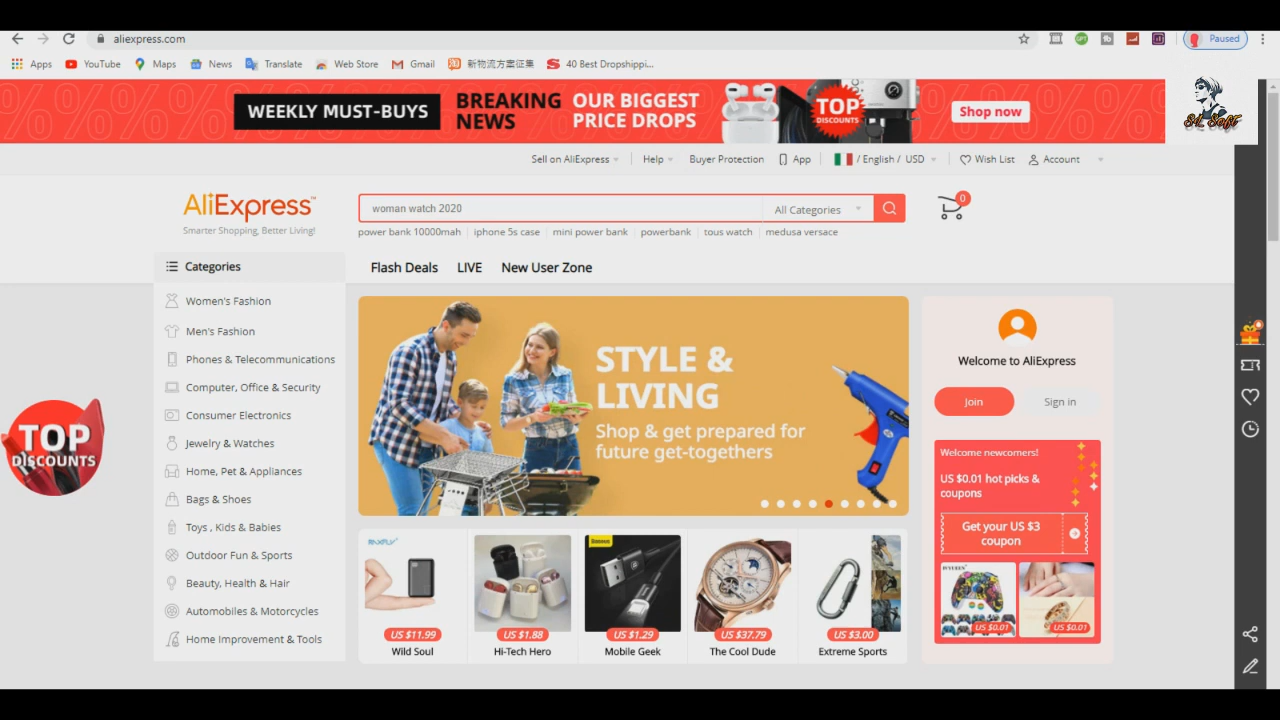 aliexpress.com
Paused
Apps YouTube Maps News Translate Web Store Gmail 新物流方案征集 40 Best Dropshippi...
WEEKLY MUST-BUYS
BREAKING NEWS
OUR BIGGEST PRICE DROPS
TOP DISCOUNTS
Shop now
Sell on AliExpress Help Buyer Protection App / English / USD Wish List Account
AliExpress™
Smarter Shopping, Better Living!
woman watch 2020
All Categories
0
power bank 10000mah iphone 5s case mini power bank powerbank tous watch medusa versace
Categories
Flash Deals LIVE New User Zone
Women's Fashion
Men's Fashion
Phones & Telecommunications
Computer, Office & Security
Consumer Electronics
Jewelry & Watches
Home, Pet & Appliances
Bags & Shoes
Toys , Kids & Babies
Outdoor Fun & Sports
Beauty, Health & Hair
Automobiles & Motorcycles
Home Improvement & Tools
TOP
DISCOUNTS
STYLE &
LIVING
Shop & get prepared for
future get-togethers
Welcome to AliExpress
Join
Sign in
Welcome newcomers!
US $0.01 hot picks &
coupons
Get your US $3
coupon
US $0.01 US $0.01
Baseus
US $11.99 US $1.88 US $1.29 US $37.79 US $3.00
Wild Soul Hi-Tech Hero Mobile Geek The Cool Dude Extreme Sports